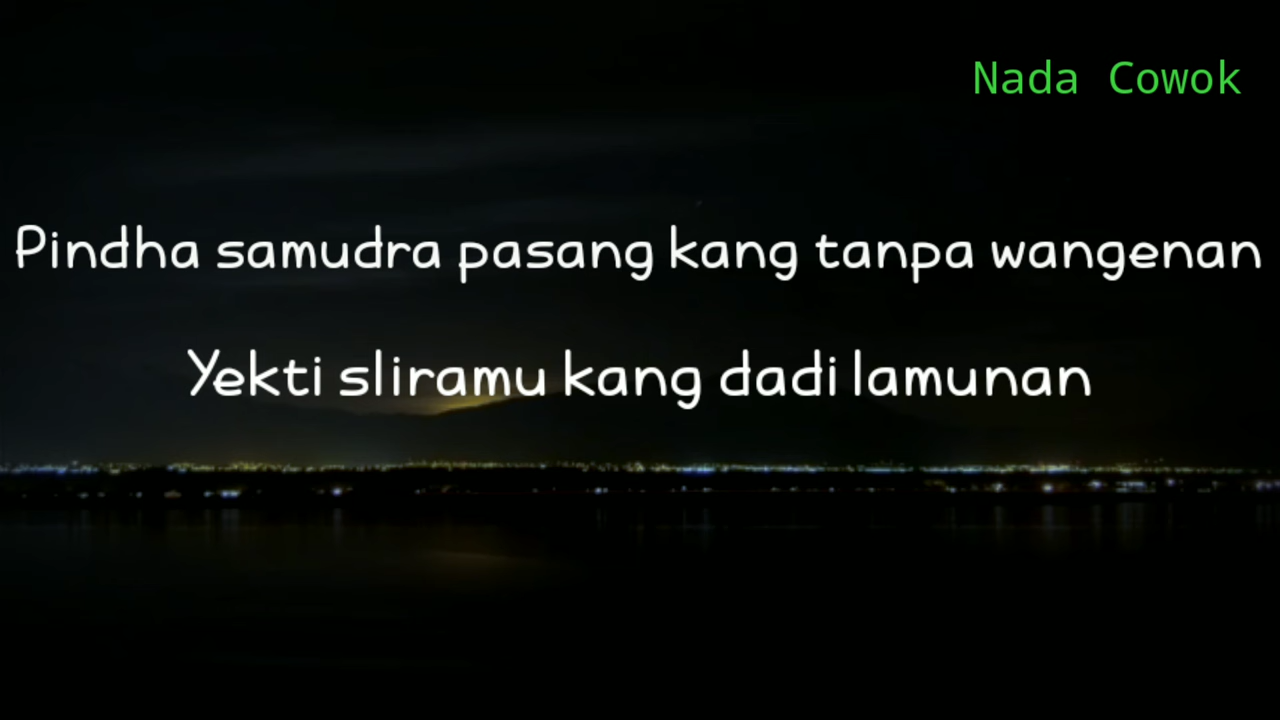 Nada Cowok
Pindha samudra pasang kang tanpa wangenan
Yekti sliramu kang dadi lamunan